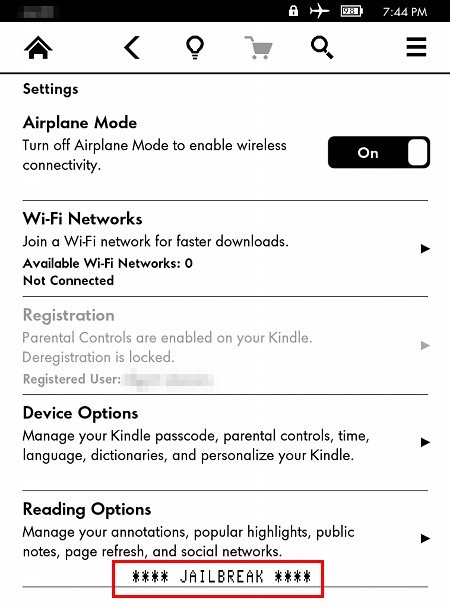 98
7:44 PM
Settings
Airplane Mode
Turn off Airplane Mode to enable wireless
connectivity.
On
Wi-Fi Networks
Join a Wi-Fi network for faster downloads.
Available Wi-Fi Networks: 0
Not Connected
Registration
Parental Controls are enabled on your Kindle.
Deregistration is locked.
Registered User:
Device Options
Manage your Kindle passcode, parental controls, time,
language, dictionaries, and personalize your Kindle.
Reading Options
Manage your annotations, popular highlights, public
notes, page refresh, and social networks.
**** JAILBREAK ****